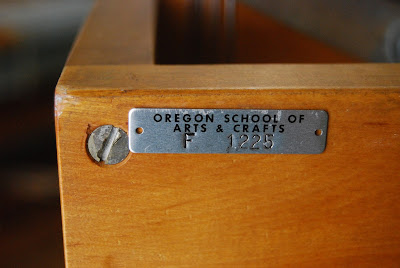 OREGON SCHOOL OF
ARTS & CRAFTS
F 1225